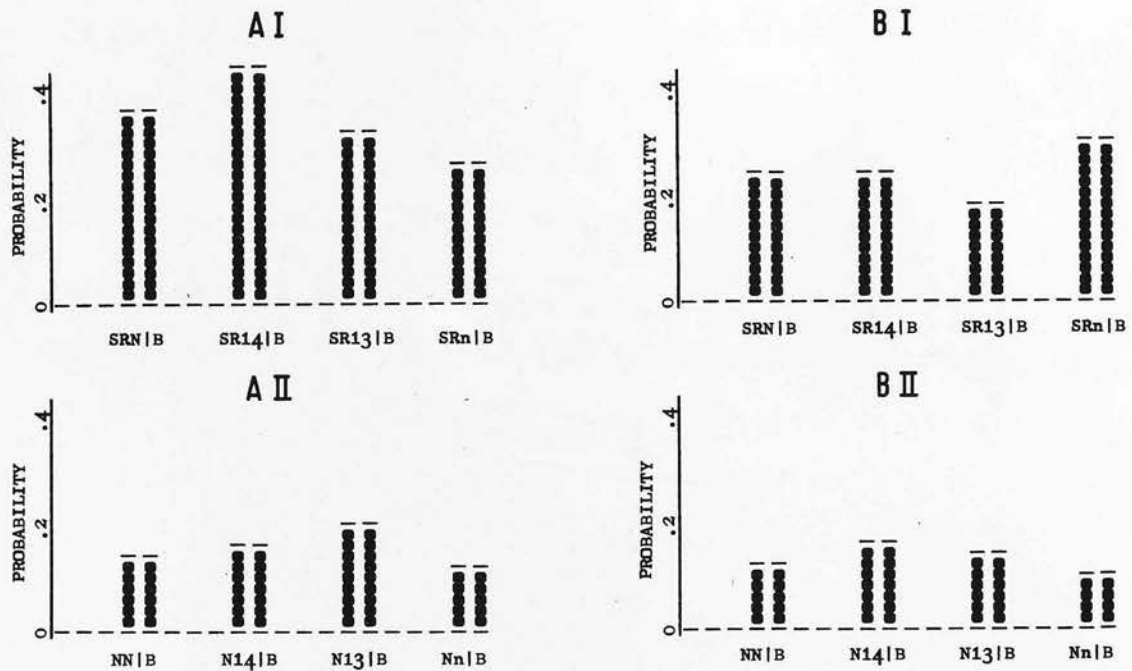 A I
B I
PROBABILITY
.4
.2
0
SRN|B SR14|B SR13|B SRn|B
PROBABILITY
.4
.2
0
SRN|B SR14|B SR13|B SRn|B
A II
B II
PROBABILITY
.4
.2
0
NN|B N14|B N13|B Nn|B
PROBABILITY
.4
.2
0
NN|B N14|B N13|B Nn|B